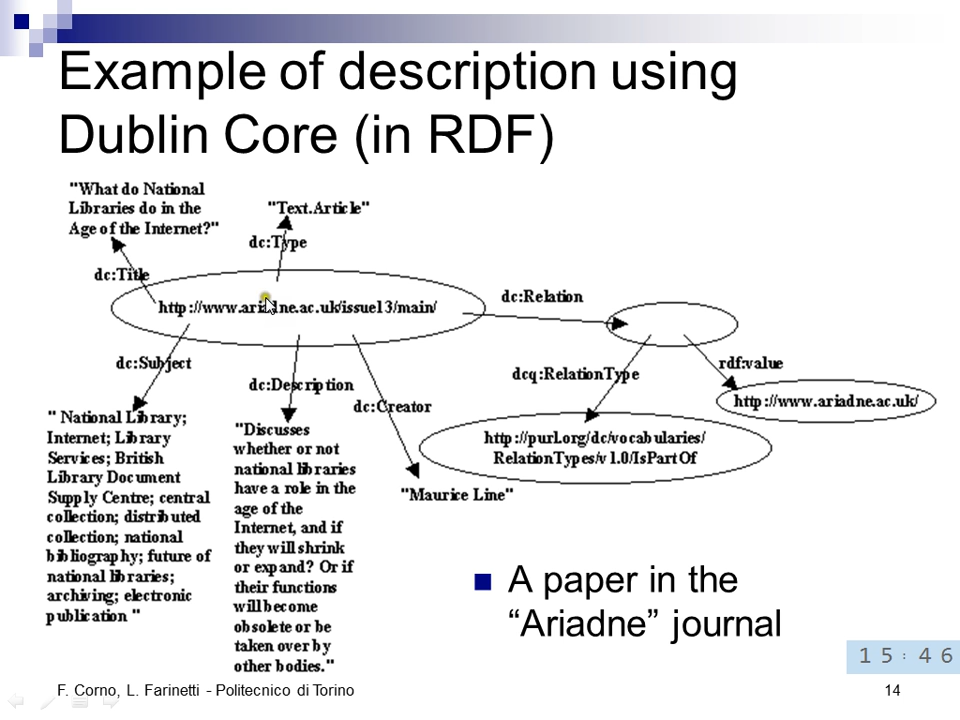 Example of description using
Dublin Core (in RDF)
"What do National
Libraries do in the
Age of the Internet?"
"Text.Article"
dc:Type
dc:Title
http://www.ariadne.ac.uk/issue13/main/
dc:Relation
dc:Subject
dc:Description
dc:Creator
dcq:RelationType
rdf:value
http://www.ariadne.ac.uk/
http://purl.org/dc/vocabularies/
RelationTypes/v1.0/IsPartOf
"Maurice Line"
" National Library;
Internet; Library
Services; British
Library Document
Supply Centre; central
collection; distributed
collection; national
bibliography; future of
national libraries;
archiving; electronic
publication "
"Discusses
whether or not
national libraries
have a role in the
age of the
Internet, and if
they will shrink
or expand? Or if
their functions
will become
obsolete or be
taken over by
other bodies."
A paper in the
“Ariadne” journal
15:46
F. Corno, L. Farinetti - Politecnico di Torino
14